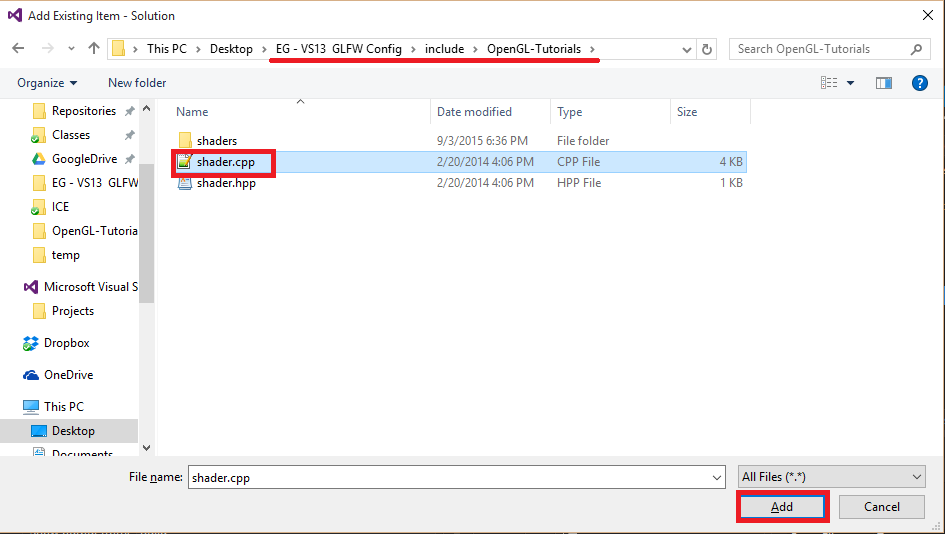 Add Existing Item - Solution
This PC > Desktop > EG - VS13 GLFW Config > include > OpenGL-Tutorials >
Search OpenGL-Tutorials
Organize New folder
Name Date modified Type Size
Repositories
Classes
GoogleDrive
EG - VS13 GLFW
ICE
OpenGL-Tutoria
temp
Microsoft Visual S
Projects
Dropbox
OneDrive
This PC
Desktop
Documents
shaders 9/3/2015 6:36 PM File folder
shader.cpp 2/20/2014 4:06 PM CPP File 4 KB
shader.hpp 2/20/2014 4:06 PM HPP File 1 KB
File name: shader.cpp All Files (*.*)
Add Cancel